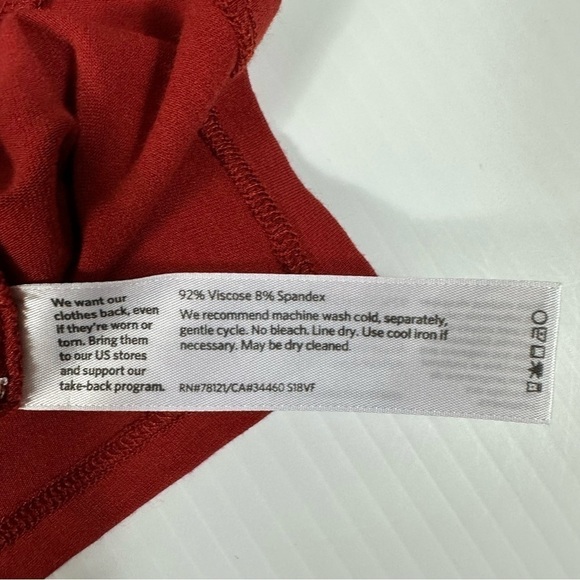 We want our
clothes back, even
if they're worn or
torn. Bring them
to our US stores
and support our
take-back program.
92% Viscose 8% Spandex
We recommend machine wash cold, separately,
gentle cycle. No bleach. Line dry. Use cool iron if
necessary. May be dry cleaned.
RN#78121/CA#34460 S18VF